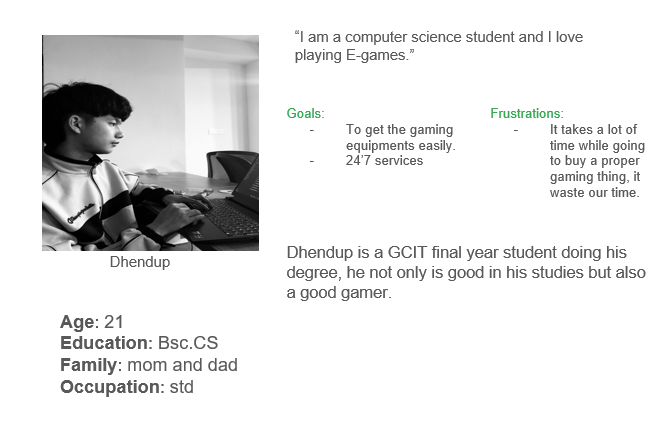 “I am a computer science student and I love
playing E-games.”
Goals:
- To get the gaming
equipments easily.
- 24’7 services
Frustrations:
- It takes a lot of
time while going
to buy a proper
gaming thing, it
waste our time.
Dhendup
Dhendup is a GCIT final year student doing his
degree, he not only is good in his studies but also
a good gamer.
Age: 21
Education: Bsc.CS
Family: mom and dad
Occupation: std